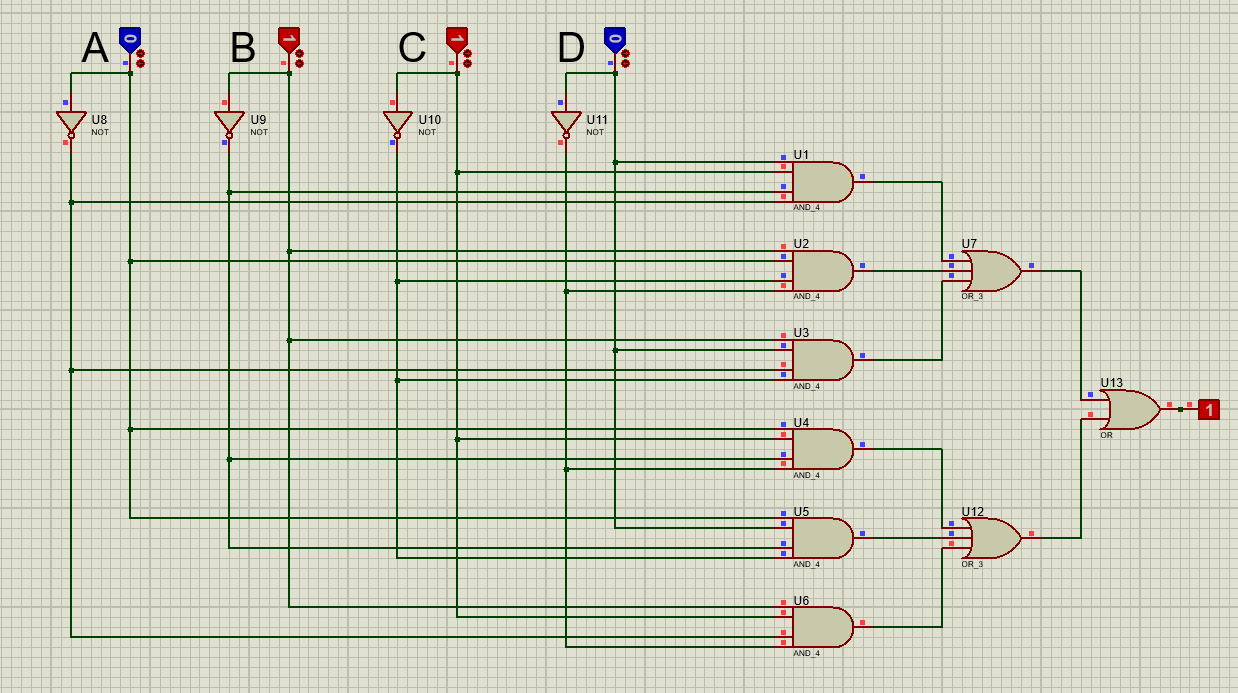 A 0 B 1 C 1 D 0
U8
NOT
U9
NOT
U10
NOT
U11
NOT
U1
AND_4
U2
AND_4
U7
OR_3
U3
AND_4
U13
OR
1
U4
AND_4
U5
AND_4
U12
OR_3
U6
AND_4